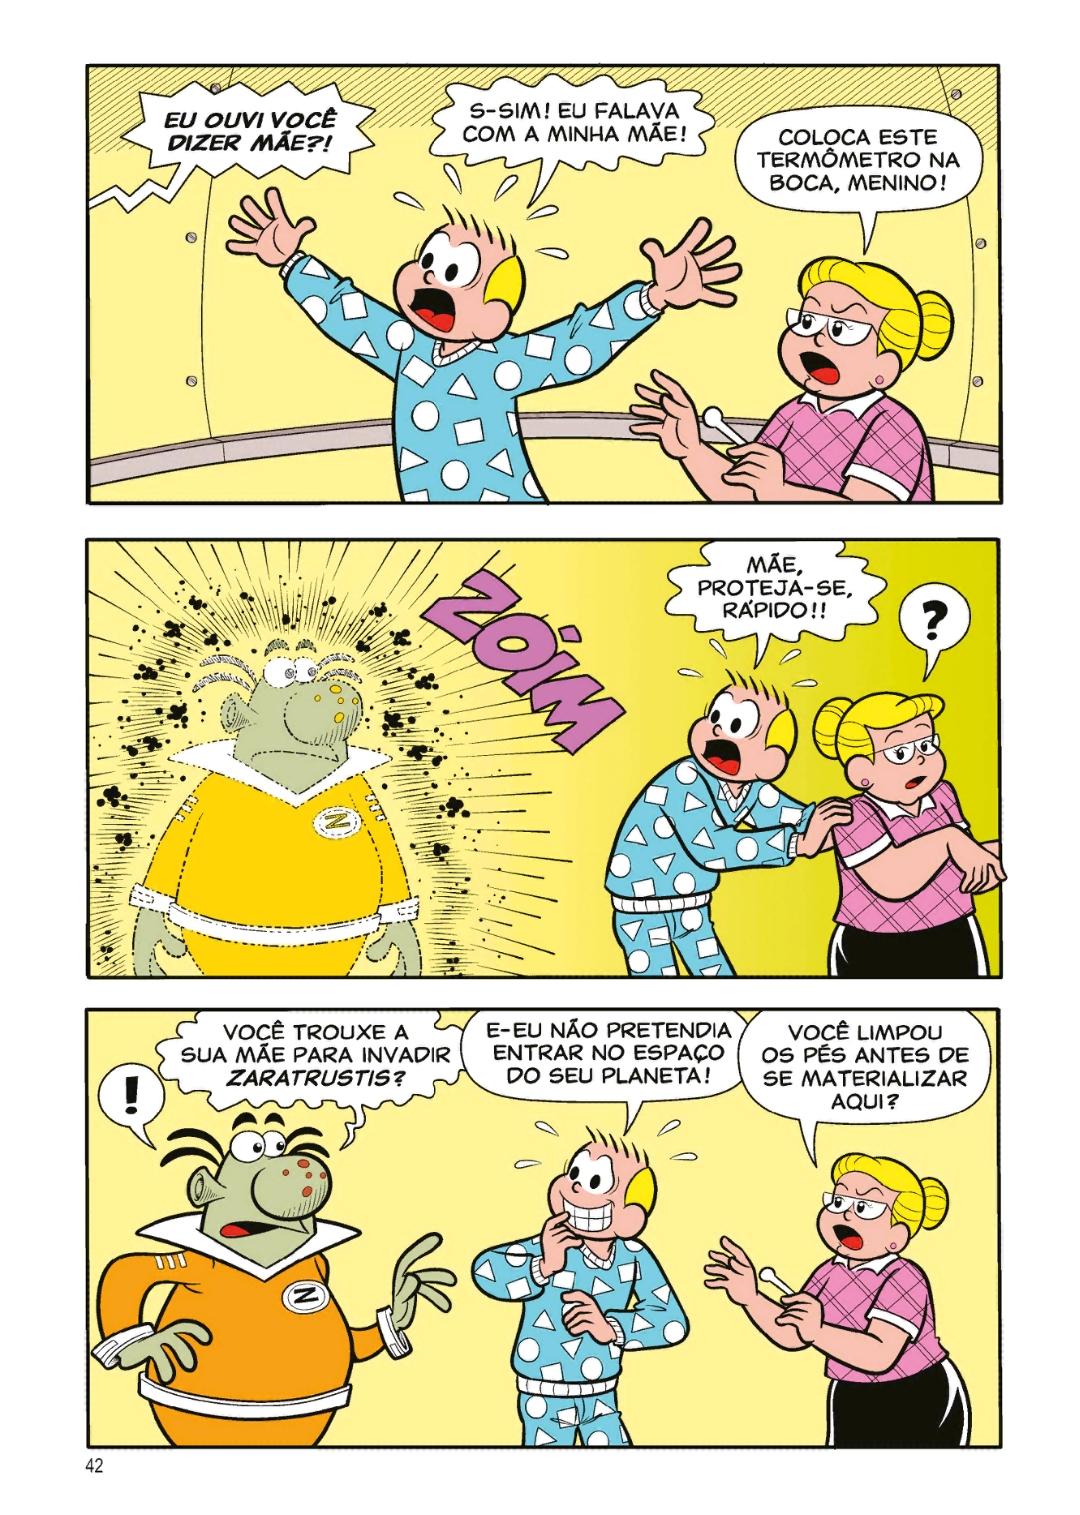 EU OUVI VOCÊ
DIZER MÃE?!
S-SIM! EU FALAVA
COM A MINHA MÃE!
COLOCA ESTE
TERMÔMETRO NA
BOCA, MENINO!
ZÓIM
MÃE,
PROTEJA-SE,
RÁPIDO!!
?
Z
!
VOCÊ TROUXE A
SUA MÃE PARA INVADIR
ZARATRUSTIS?
E-EU NÃO PRETENDIA
ENTRAR NO ESPAÇO
DO SEU PLANETA!
VOCÊ LIMPOU
OS PÉS ANTES DE
SE MATERIALIZAR
AQUI?
Z
42